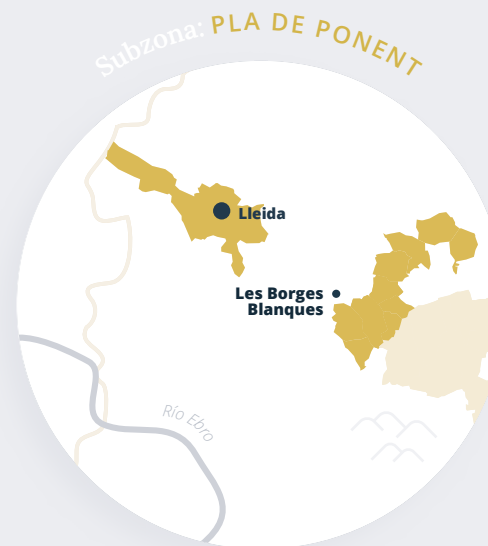 Subzona: PLA DE PONENT
Lleida
Les Borges
Blanques
Río Ebro